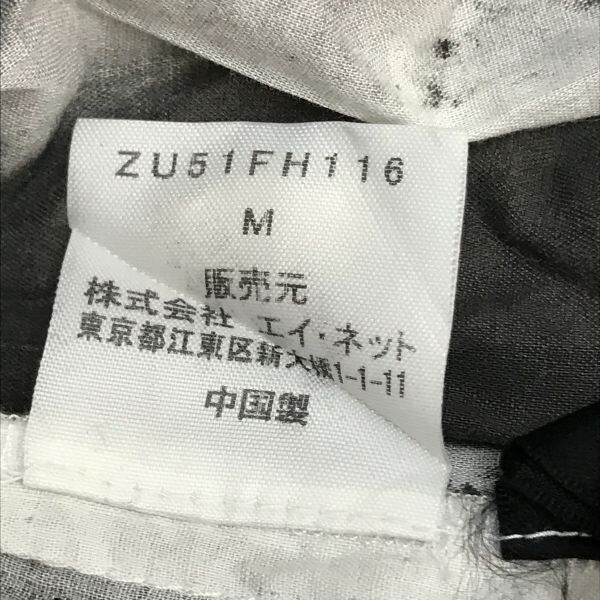 ZU51FH116
M
販売元
株式会社 エイ・ネット
東京都江東区新大橋1-1-11
中国製